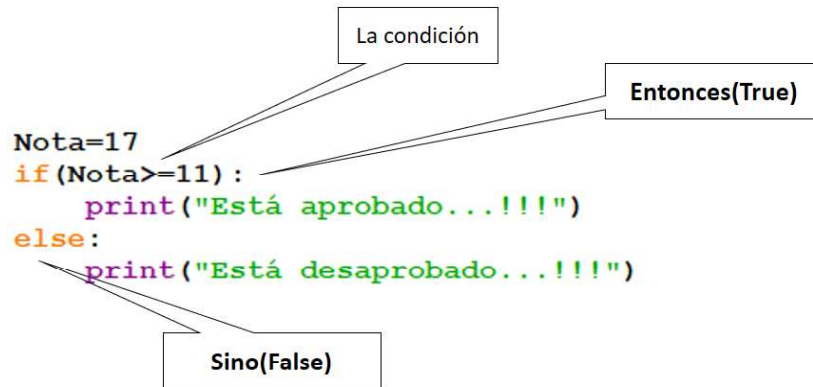 La condición
Entonces(True)
Nota=17
if(Nota>=11):
    print("Está aprobado...!!!")
else:
    print("Está desaprobado...!!!")
Sino(False)